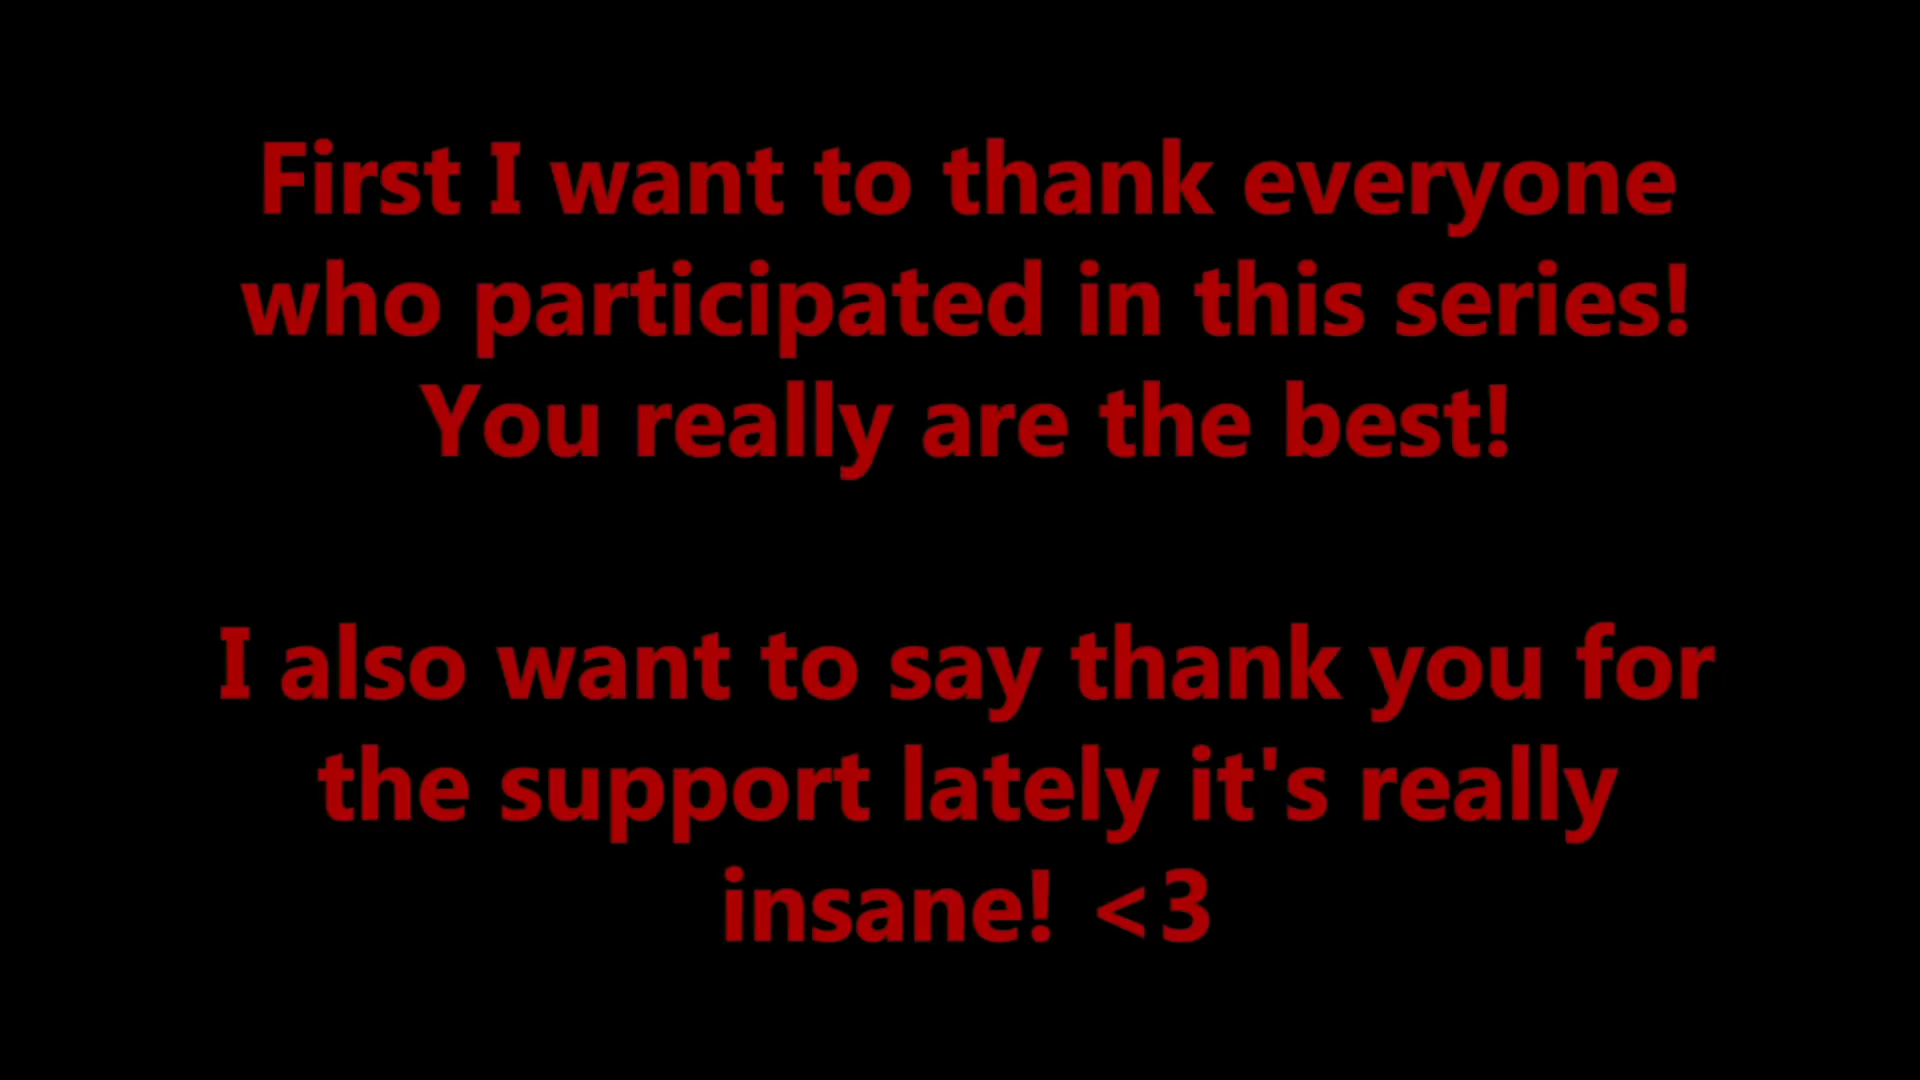 First I want to thank everyone
who participated in this series!
You really are the best!
I also want to say thank you for
the support lately it's really
insane! <3